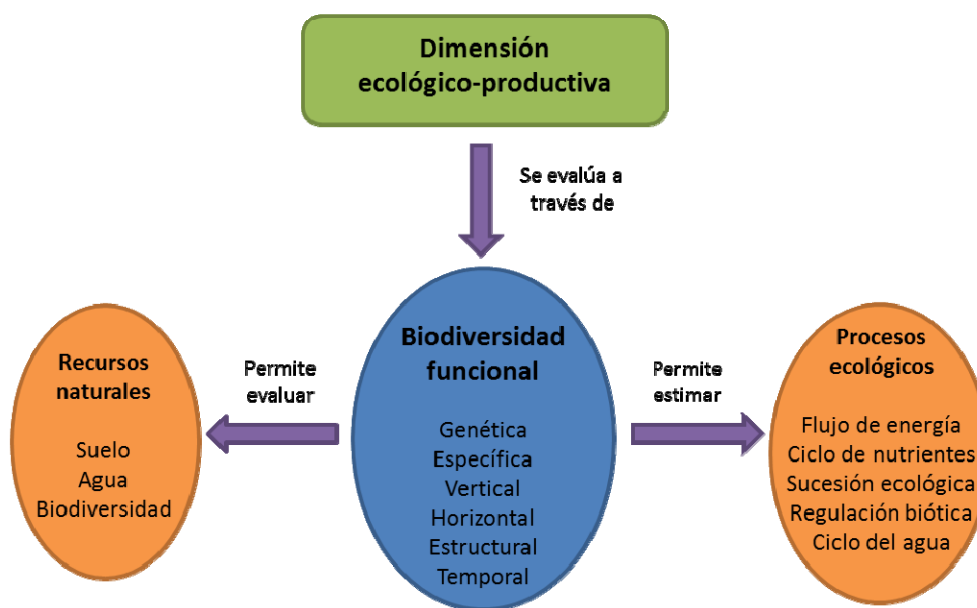 Dimensión
ecológico-productiva
Se evalúa a
través de
Recursos
naturales
Suelo
Agua
Biodiversidad
Permite
evaluar
Biodiversidad
funcional
Genética
Específica
Vertical
Horizontal
Estructural
Temporal
Permite
estimar
Procesos
ecológicos
Flujo de energía
Ciclo de nutrientes
Sucesión ecológica
Regulación biótica
Ciclo del agua